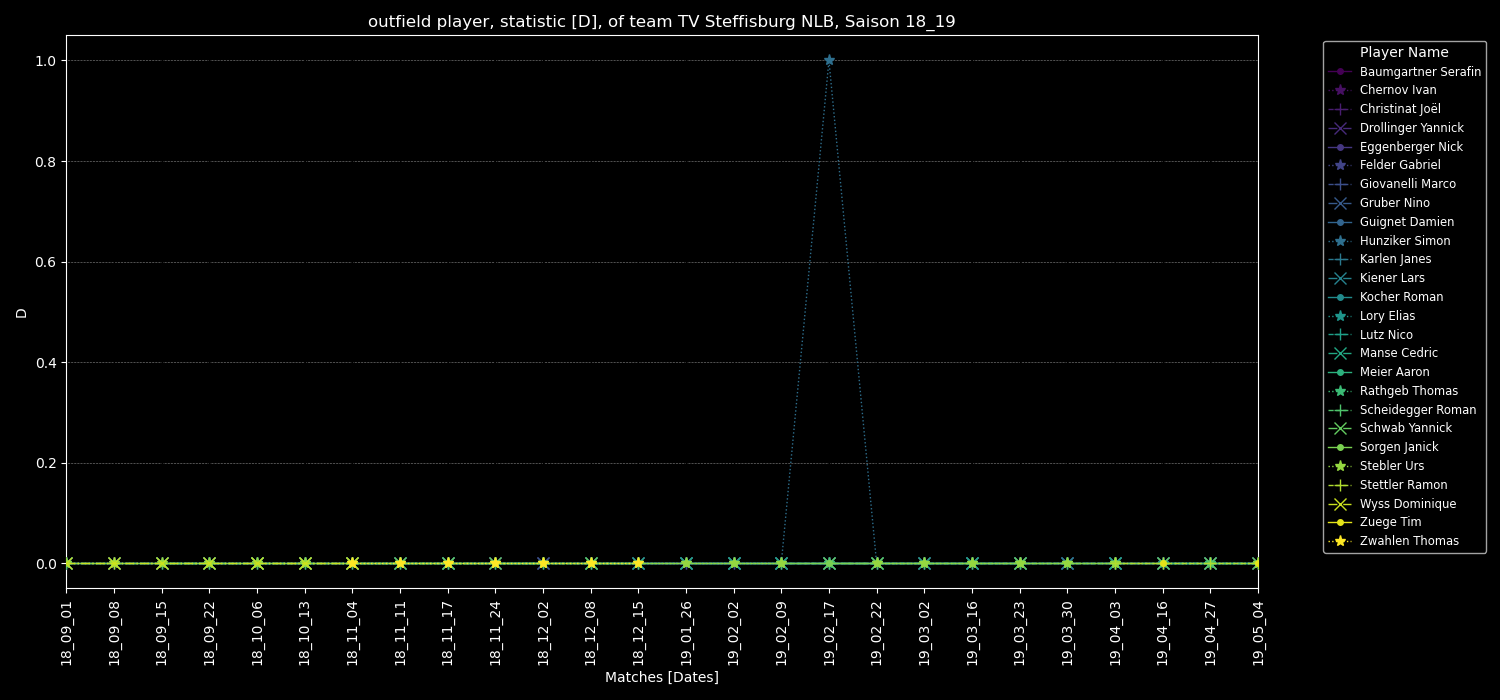 outfield player, statistic [D], of team TV Steffisburg NLB, Saison 18_19
D
1.0
0.8
0.6
0.4
0.2
0.0
18_09_01
18_09_08
18_09_15
18_09_22
18_10_06
18_10_13
18_11_04
18_11_11
18_11_17
18_11_24
18_12_02
18_12_08
18_12_15
19_01_26
19_02_02
19_02_09
19_02_17
19_02_22
19_03_02
19_03_16
19_03_23
19_03_30
19_04_03
19_04_16
19_04_27
19_05_04
Matches [Dates]
Player Name
Baumgartner Serafin
Chernov Ivan
Christinat Joël
Drollinger Yannick
Eggenberger Nick
Felder Gabriel
Giovanelli Marco
Gruber Nino
Guignet Damien
Hunziker Simon
Karlen Janes
Kiener Lars
Kocher Roman
Lory Elias
Lutz Nico
Manse Cedric
Meier Aaron
Rathgeb Thomas
Scheidegger Roman
Schwab Yannick
Sorgen Janick
Stebler Urs
Stettler Ramon
Wyss Dominique
Zuege Tim
Zwahlen Thomas